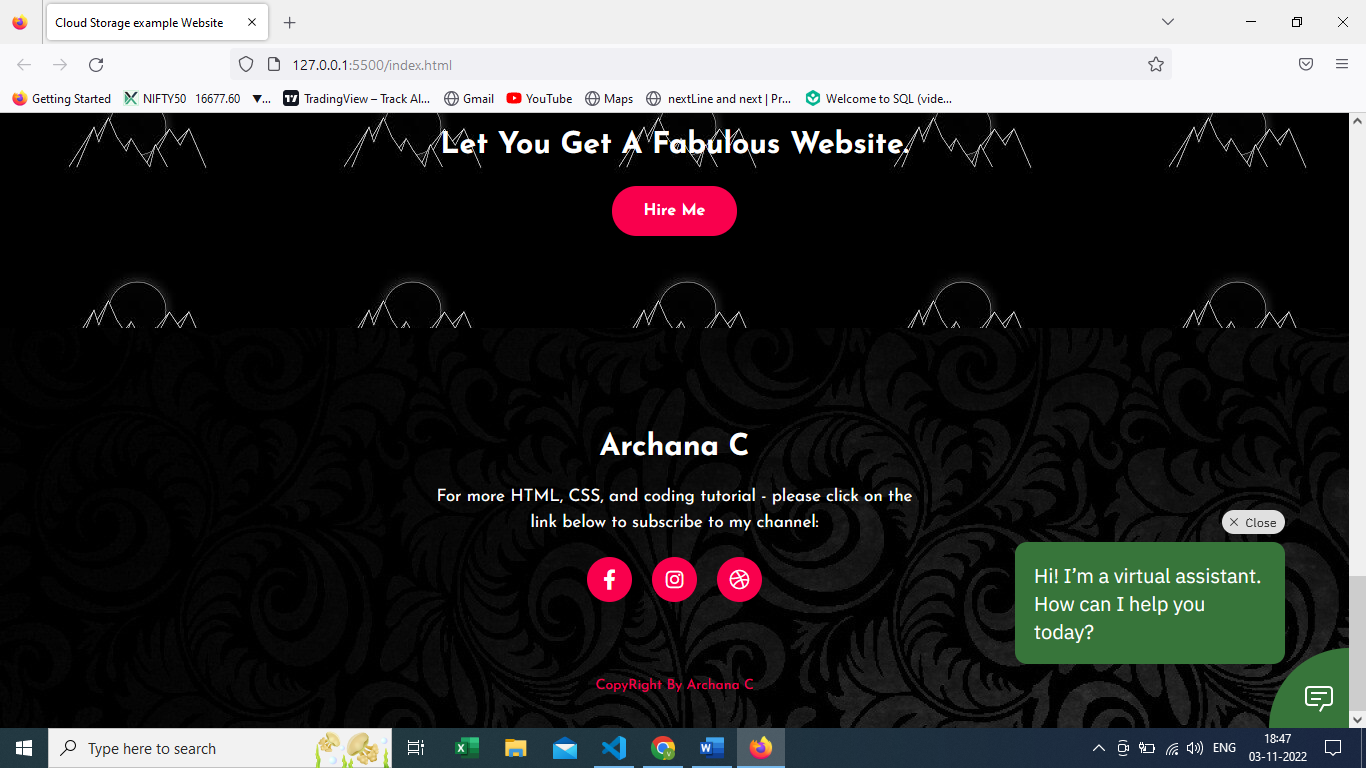 Cloud Storage example Website
127.0.0.1:5500/index.html
Getting Started NIFTY50 16677.60 ▼... TradingView – Track Al... Gmail YouTube Maps nextLine and next | Pr... Welcome to SQL (vide...
Let You Get A Fabulous Website.
Hire Me
Archana C
For more HTML, CSS, and coding tutorial - please click on the
link below to subscribe to my channel:
Close
Hi! I’m a virtual assistant.
How can I help you
today?
CopyRight By Archana C
Type here to search
ENG
18:47
03-11-2022